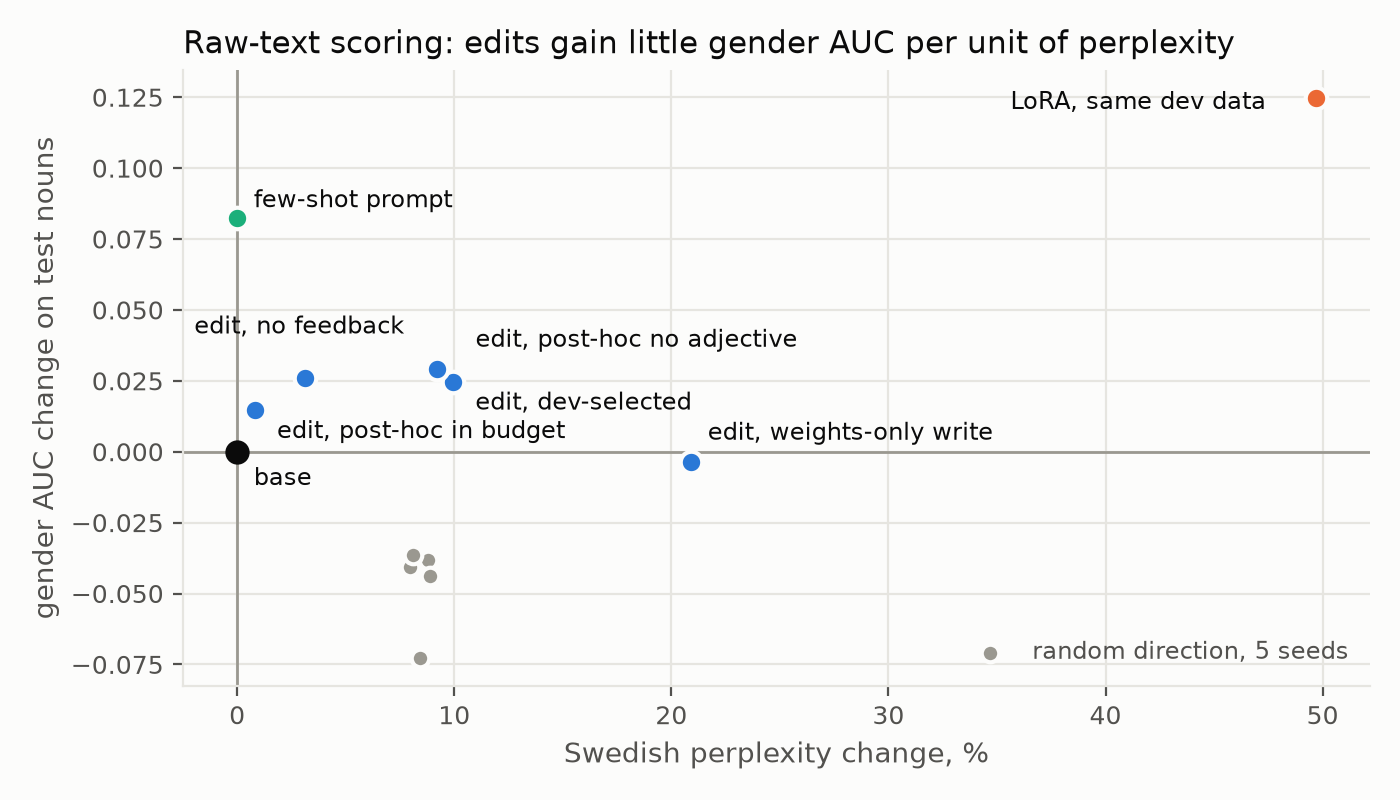 Raw-text scoring: edits gain little gender AUC per unit of perplexity
gender AUC change on test nouns
0.125
0.100
0.075
0.050
0.025
0.000
−0.025
−0.050
−0.075
LoRA, same dev data
few-shot prompt
edit, no feedback
edit, post-hoc no adjective
edit, dev-selected
edit, post-hoc in budget
edit, weights-only write
base
random direction, 5 seeds
0
10
20
30
40
50
Swedish perplexity change, %